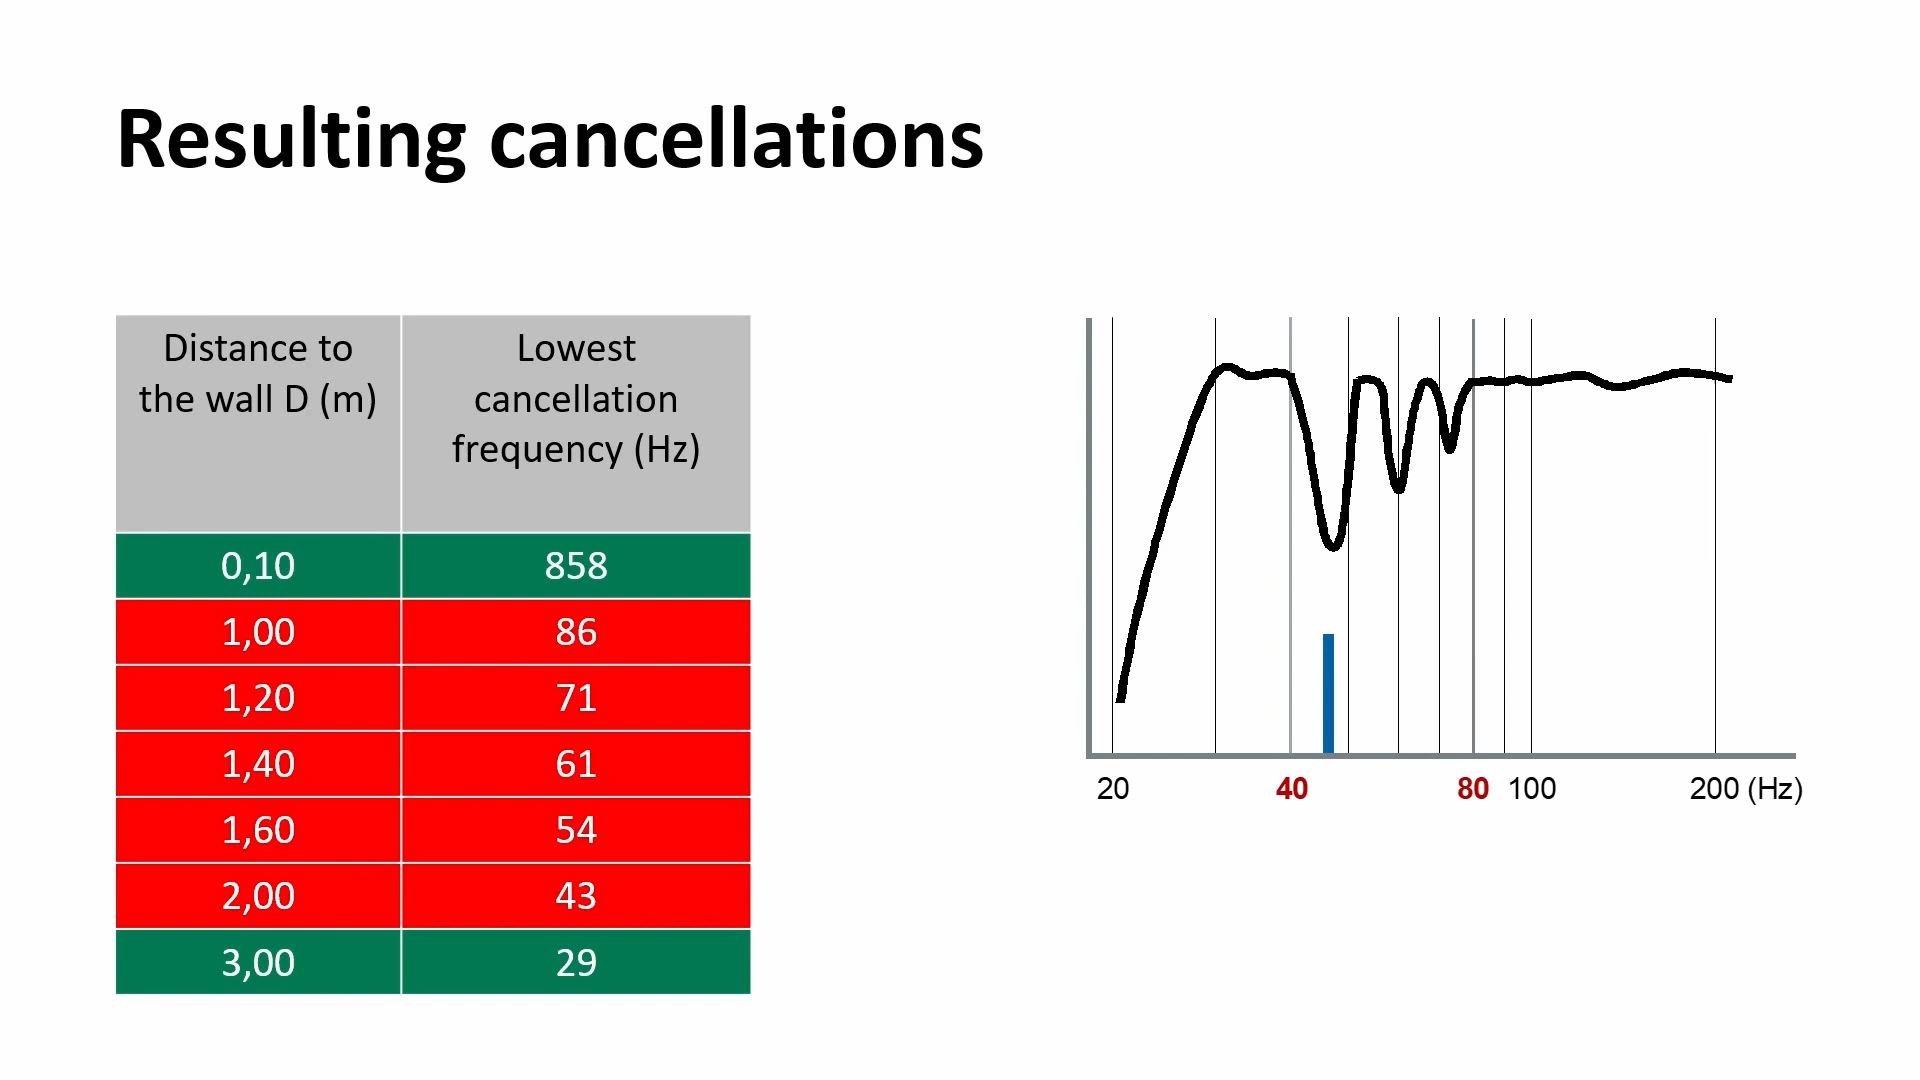 Resulting cancellations
Distance to
the wall D (m)
Lowest
cancellation
frequency (Hz)
0,10 858
1,00 86
1,20 71
1,40 61
1,60 54
2,00 43
3,00 29
20 40 80 100 200 (Hz)